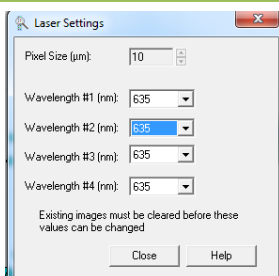 Laser Settings
Pixel Size (µm): 10
Wavelength #1 (nm): 635
Wavelength #2 (nm): 635
Wavelength #3 (nm): 635
Wavelength #4 (nm): 635
Existing images must be cleared before these
values can be changed
Close Help